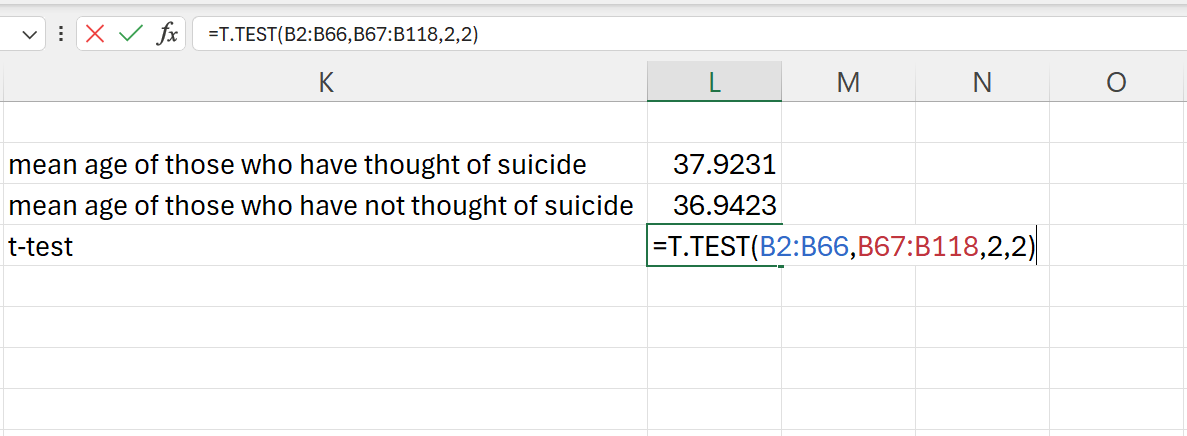 fx =T.TEST(B2:B66,B67:B118,2,2)
K L M N O
mean age of those who have thought of suicide 37.9231
mean age of those who have not thought of suicide 36.9423
t-test =T.TEST(B2:B66,B67:B118,2,2)